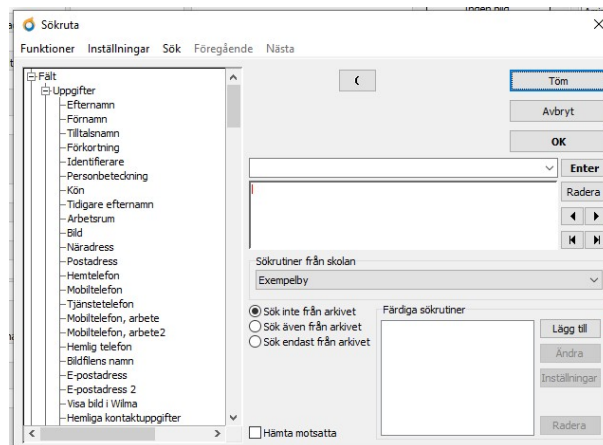 Ingen bild
Sökruta
Funktioner Inställningar Sök Föregående Nästa
Fält
Uppgifter
Efternamn
Förnamn
Tilltalsnamn
Förkortning
Identifierare
Personbeteckning
Kön
Tidigare efternamn
Arbetsrum
Bild
Näradress
Postadress
Hemtelefon
Mobiltelefon
Tjänstetelefon
Mobiltelefon, arbete
Mobiltelefon, arbete2
Hemlig telefon
Bildfilens namn
E-postadress
E-postadress 2
Visa bild i Wilma
Hemliga kontaktuppgifter
(
Töm
Avbryt
OK
Enter
Radera
Sökrutiner från skolan
Exempelby
Sök inte från arkivet
Sök även från arkivet
Sök endast från arkivet
Hämta motsatta
Färdiga sökrutiner
Lägg till
Ändra
Inställningar
Radera